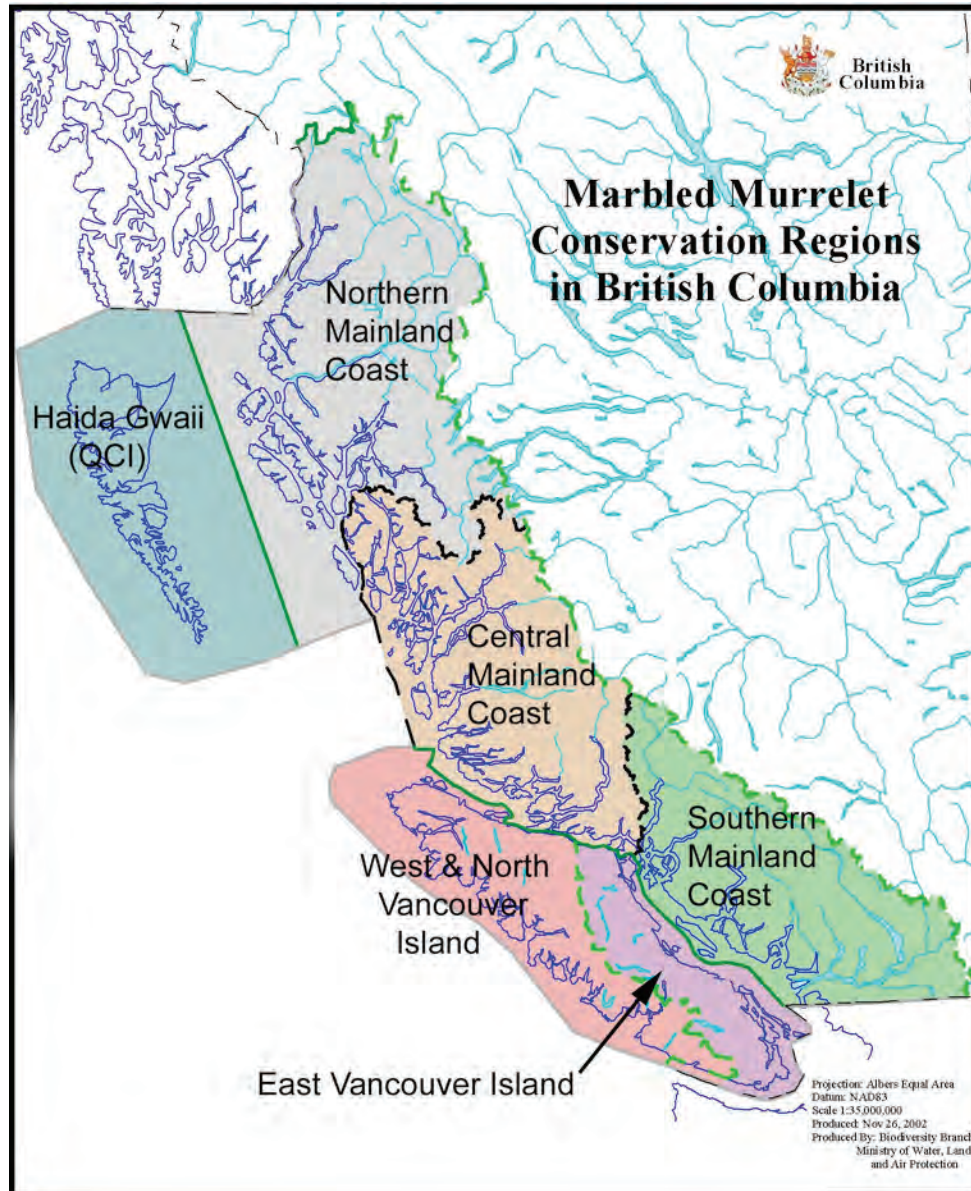 British
Columbia
Marbled Murrelet
Conservation Regions
in British Columbia
Northern
Mainland
Coast
Haida Gwaii
(QCI)
Central
Mainland
Coast
Southern
Mainland
Coast
West & North
Vancouver
Island
East Vancouver Island
Projection: Albers Equal Area
Datum: NAD83
Scale 1:35,000,000
Produced: Nov 26, 2002
Produced By: Biodiversity Branch
Ministry of Water, Land
and Air Protection